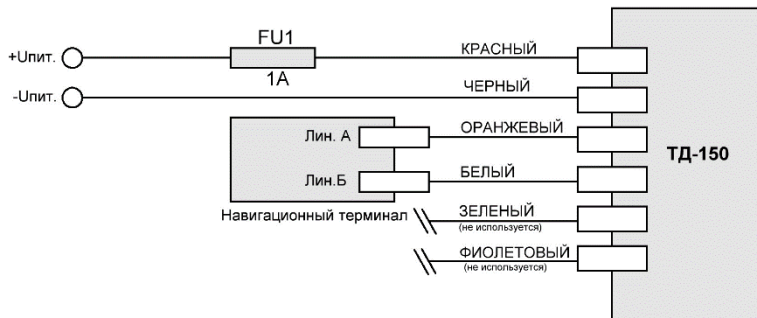 FU1
+Uпит.
КРАСНЫЙ
1А
-Uпит.
ЧЕРНЫЙ
Лин. А
ОРАНЖЕВЫЙ
ТД-150
Лин.Б
БЕЛЫЙ
Навигационный терминал
ЗЕЛЕНЫЙ
(не используется)
ФИОЛЕТОВЫЙ
(не используется)